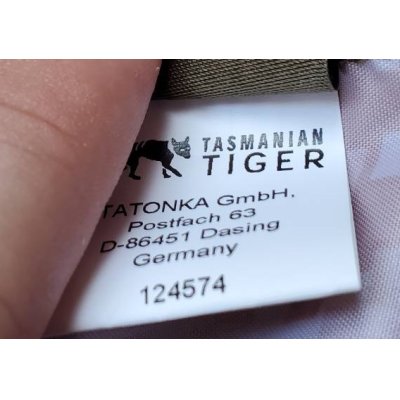 TASMANIAN
TIGER
TATONKA GmbH.
Postfach 63
D-86451 Dasing
Germany
124574